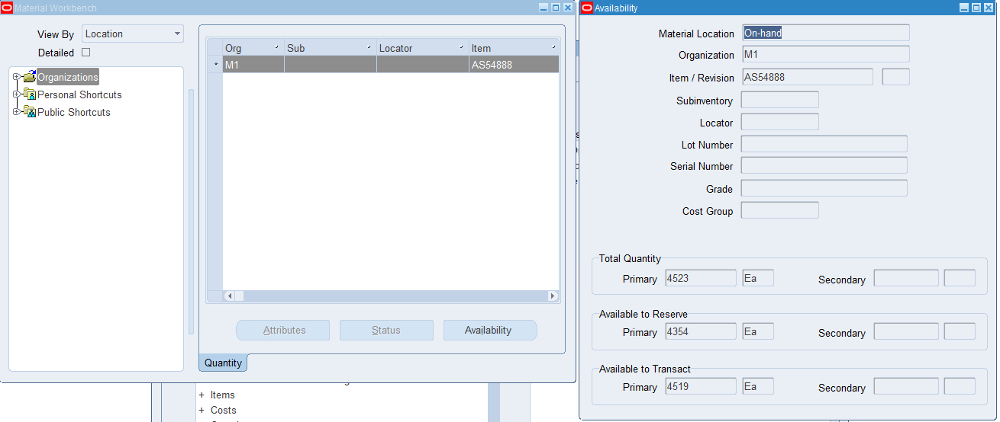 Material Workbench
View By Location
Detailed
Organizations
Personal Shortcuts
Public Shortcuts
Org Sub Locator Item
M1 AS54888
Attributes Status Availability
Quantity
+ Items
+ Costs
Availability
Material Location On-hand
Organization M1
Item / Revision AS54888
Subinventory
Locator
Lot Number
Serial Number
Grade
Cost Group
Total Quantity
Primary 4523 Ea Secondary
Available to Reserve
Primary 4354 Ea Secondary
Available to Transact
Primary 4519 Ea Secondary